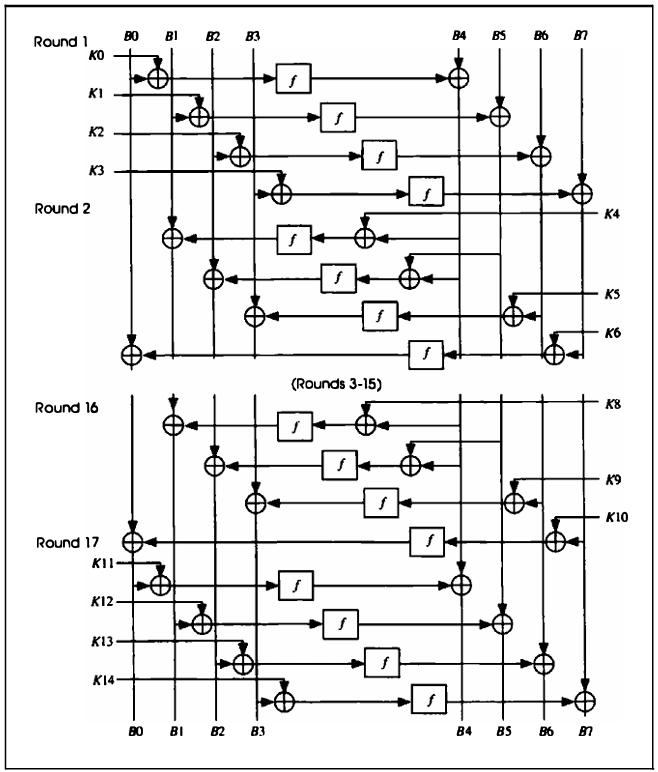 Round 1 B0 B1 B2 B3 B4 B5 B6 B7
K0
f
K1
f
K2
f
K3
f
Round 2
K4
f
f
K5
f
K6
f
(Rounds 3-15)
Round 16
K8
f
f
K9
f
K10
Round 17 f
K11
f
K12
f
K13
f
K14
f
B0 B1 B2 B3 B4 B5 B6 B7